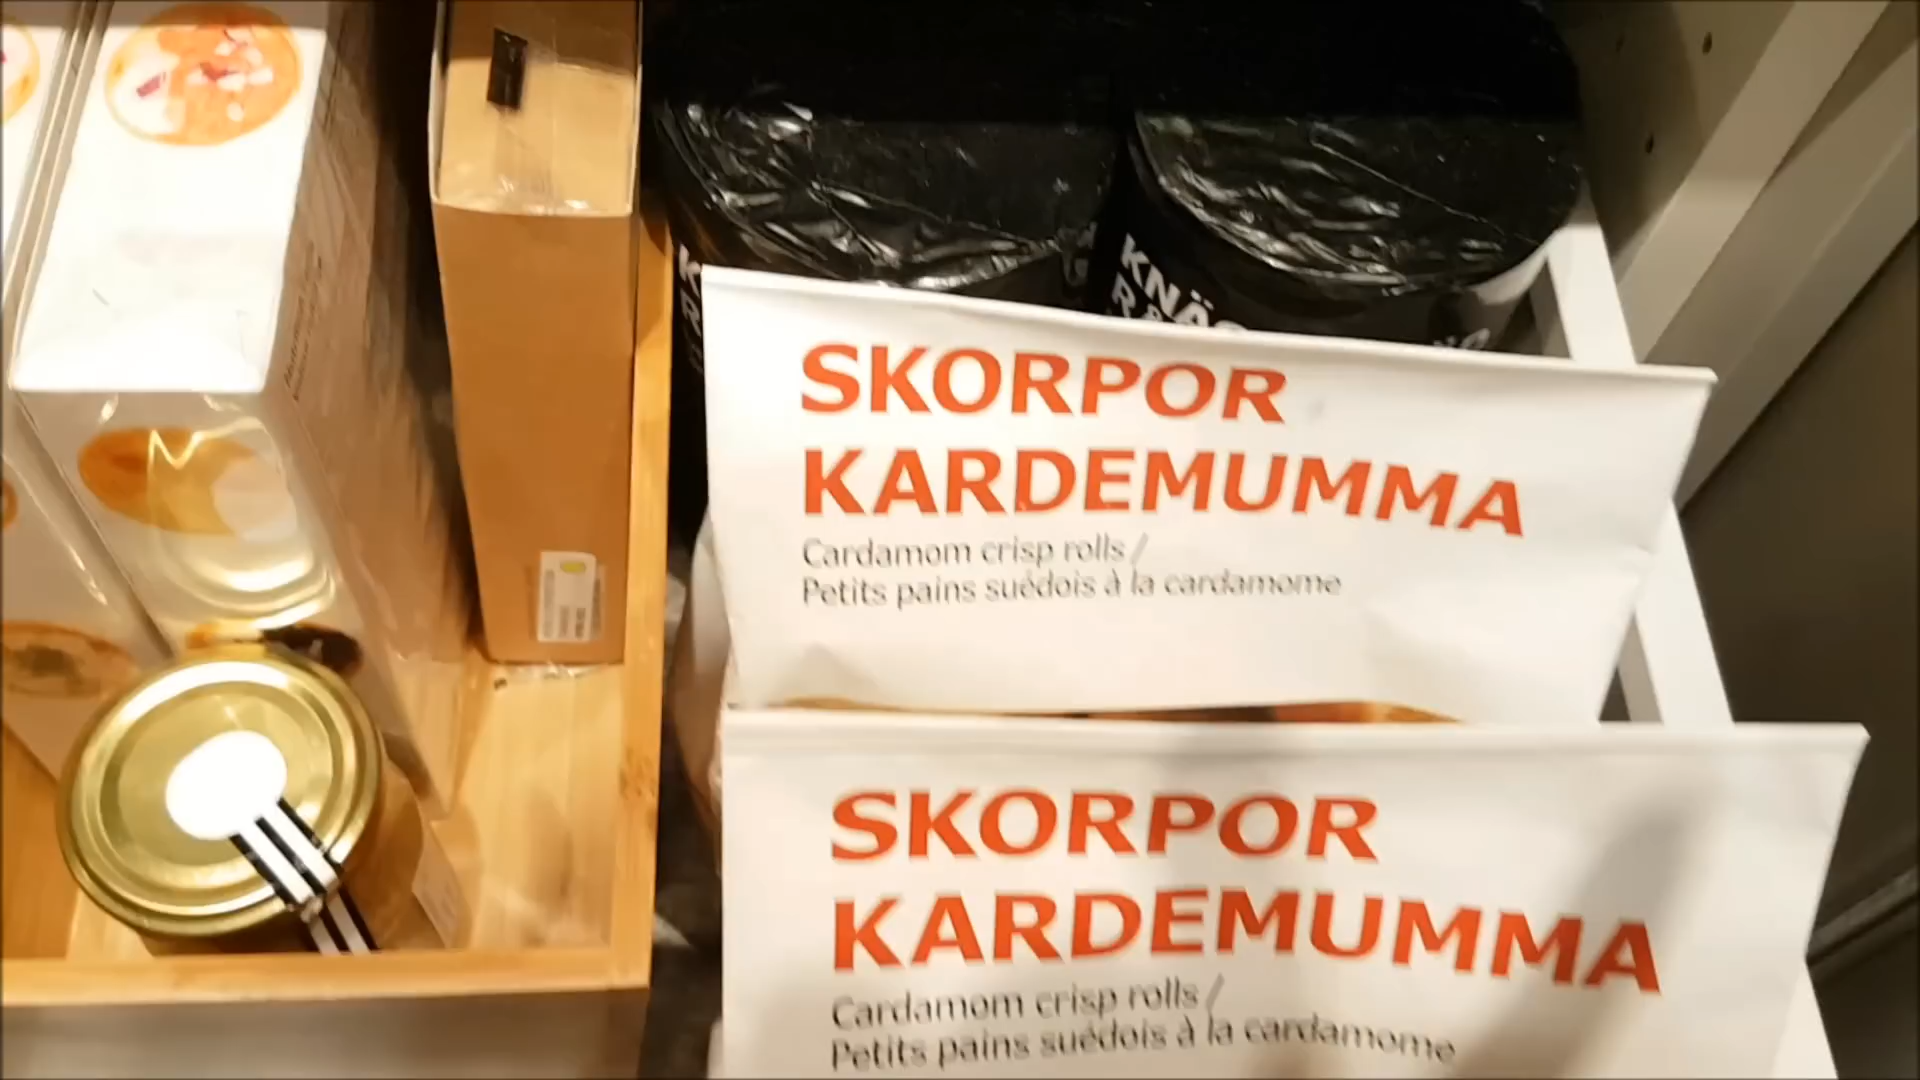 SKORPOR
KARDEMUMMA
Cardamom crisp rolls /
Petits pains suédois à la cardamome
SKORPOR
KARDEMUMMA
Cardamom crisp rolls /
Petits pains suédois à la cardamome